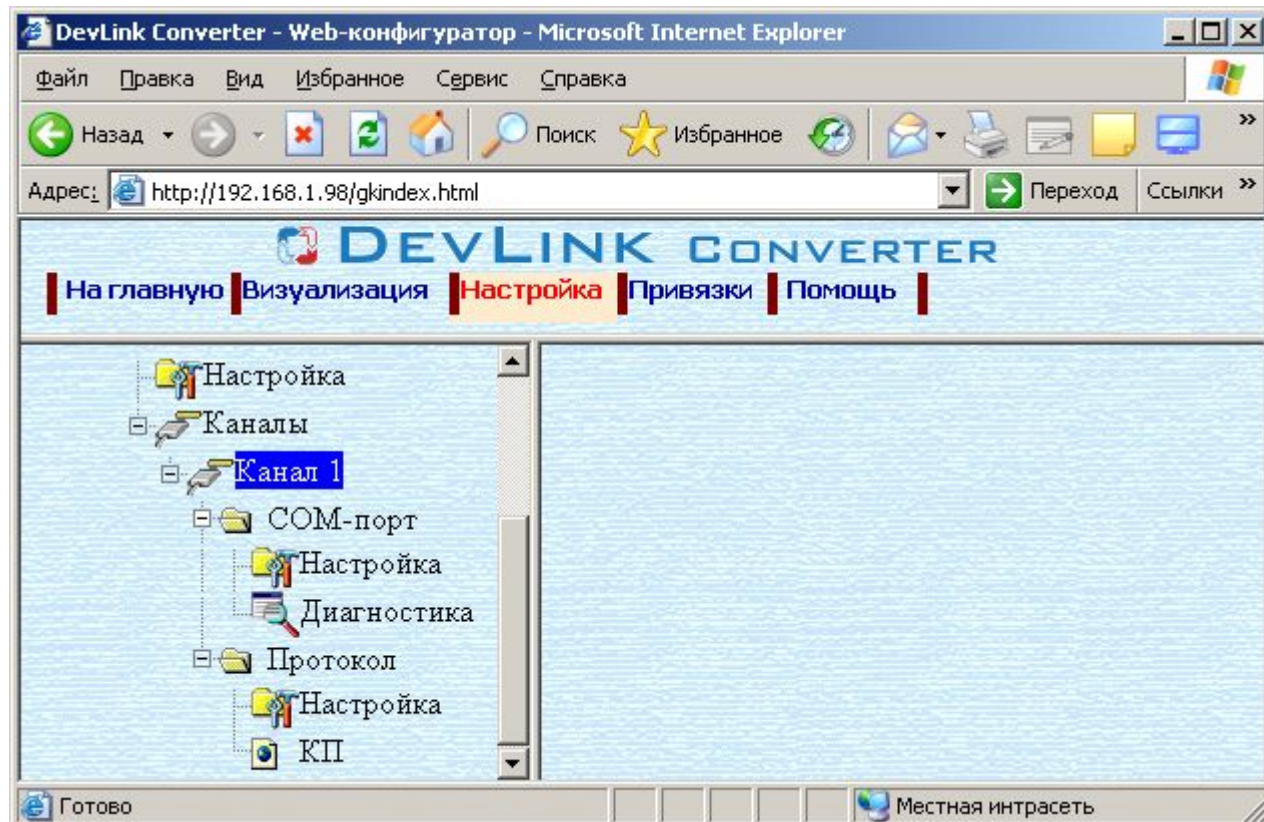 DevLink Converter - Web-конфигуратор - Microsoft Internet Explorer
Файл Правка Вид Избранное Сервис Справка
Назад Поиск Избранное »
Адрес: http://192.168.1.98/gkindex.html Переход Ссылки »
DEVLINK CONVERTER
На главную Визуализация Настройка Привязки Помощь
Настройка
Каналы
Канал 1
COM-порт
Настройка
Диагностика
Протокол
Настройка
КП
Готово Местная интрасеть